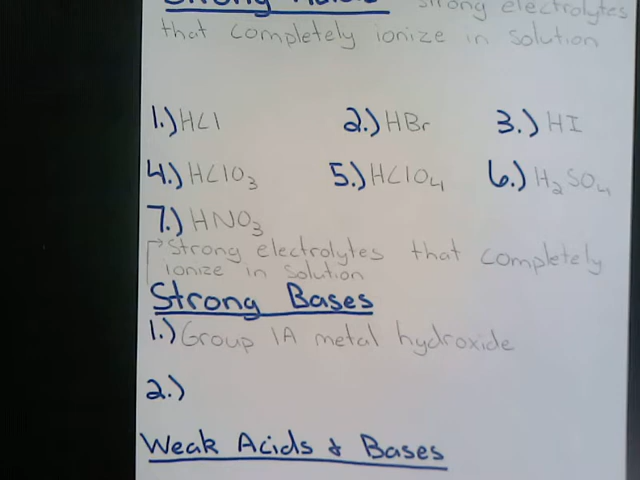 Strong Acids strong electrolytes
that completely ionize in solution
1.) HCl 2.) HBr 3.) HI
4.) HClO₃ 5.) HClO₄ 6.) H₂SO₄
7.) HNO₃
→ Strong electrolytes that completely
ionize in solution
Strong Bases
1.) Group 1A metal hydroxide
2.)
Weak Acids & Bases